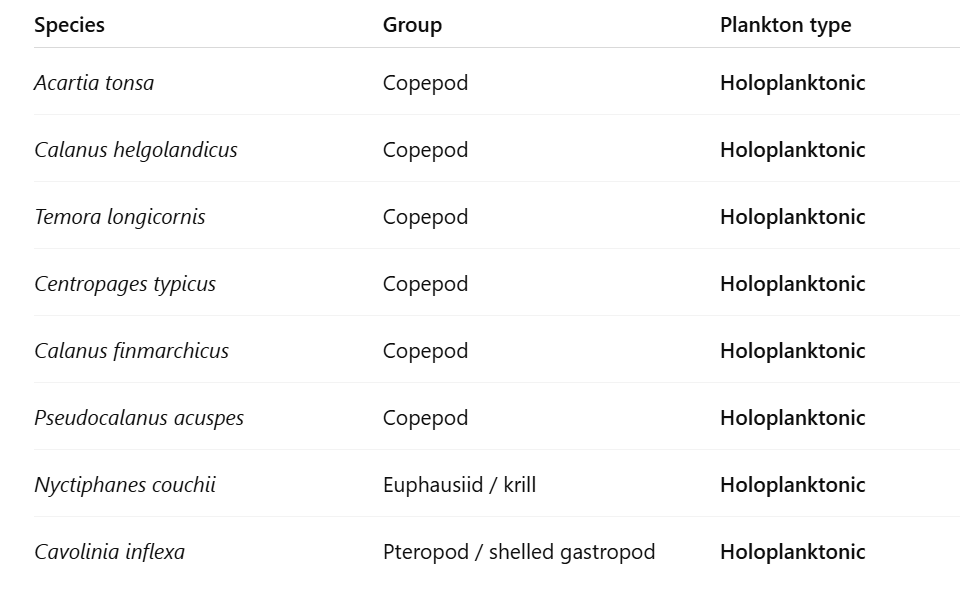 Species Group Plankton type
Acartia tonsa Copepod Holoplanktonic
Calanus helgolandicus Copepod Holoplanktonic
Temora longicornis Copepod Holoplanktonic
Centropages typicus Copepod Holoplanktonic
Calanus finmarchicus Copepod Holoplanktonic
Pseudocalanus acuspes Copepod Holoplanktonic
Nyctiphanes couchii Euphausiid / krill Holoplanktonic
Cavolinia inflexa Pteropod / shelled gastropod Holoplanktonic